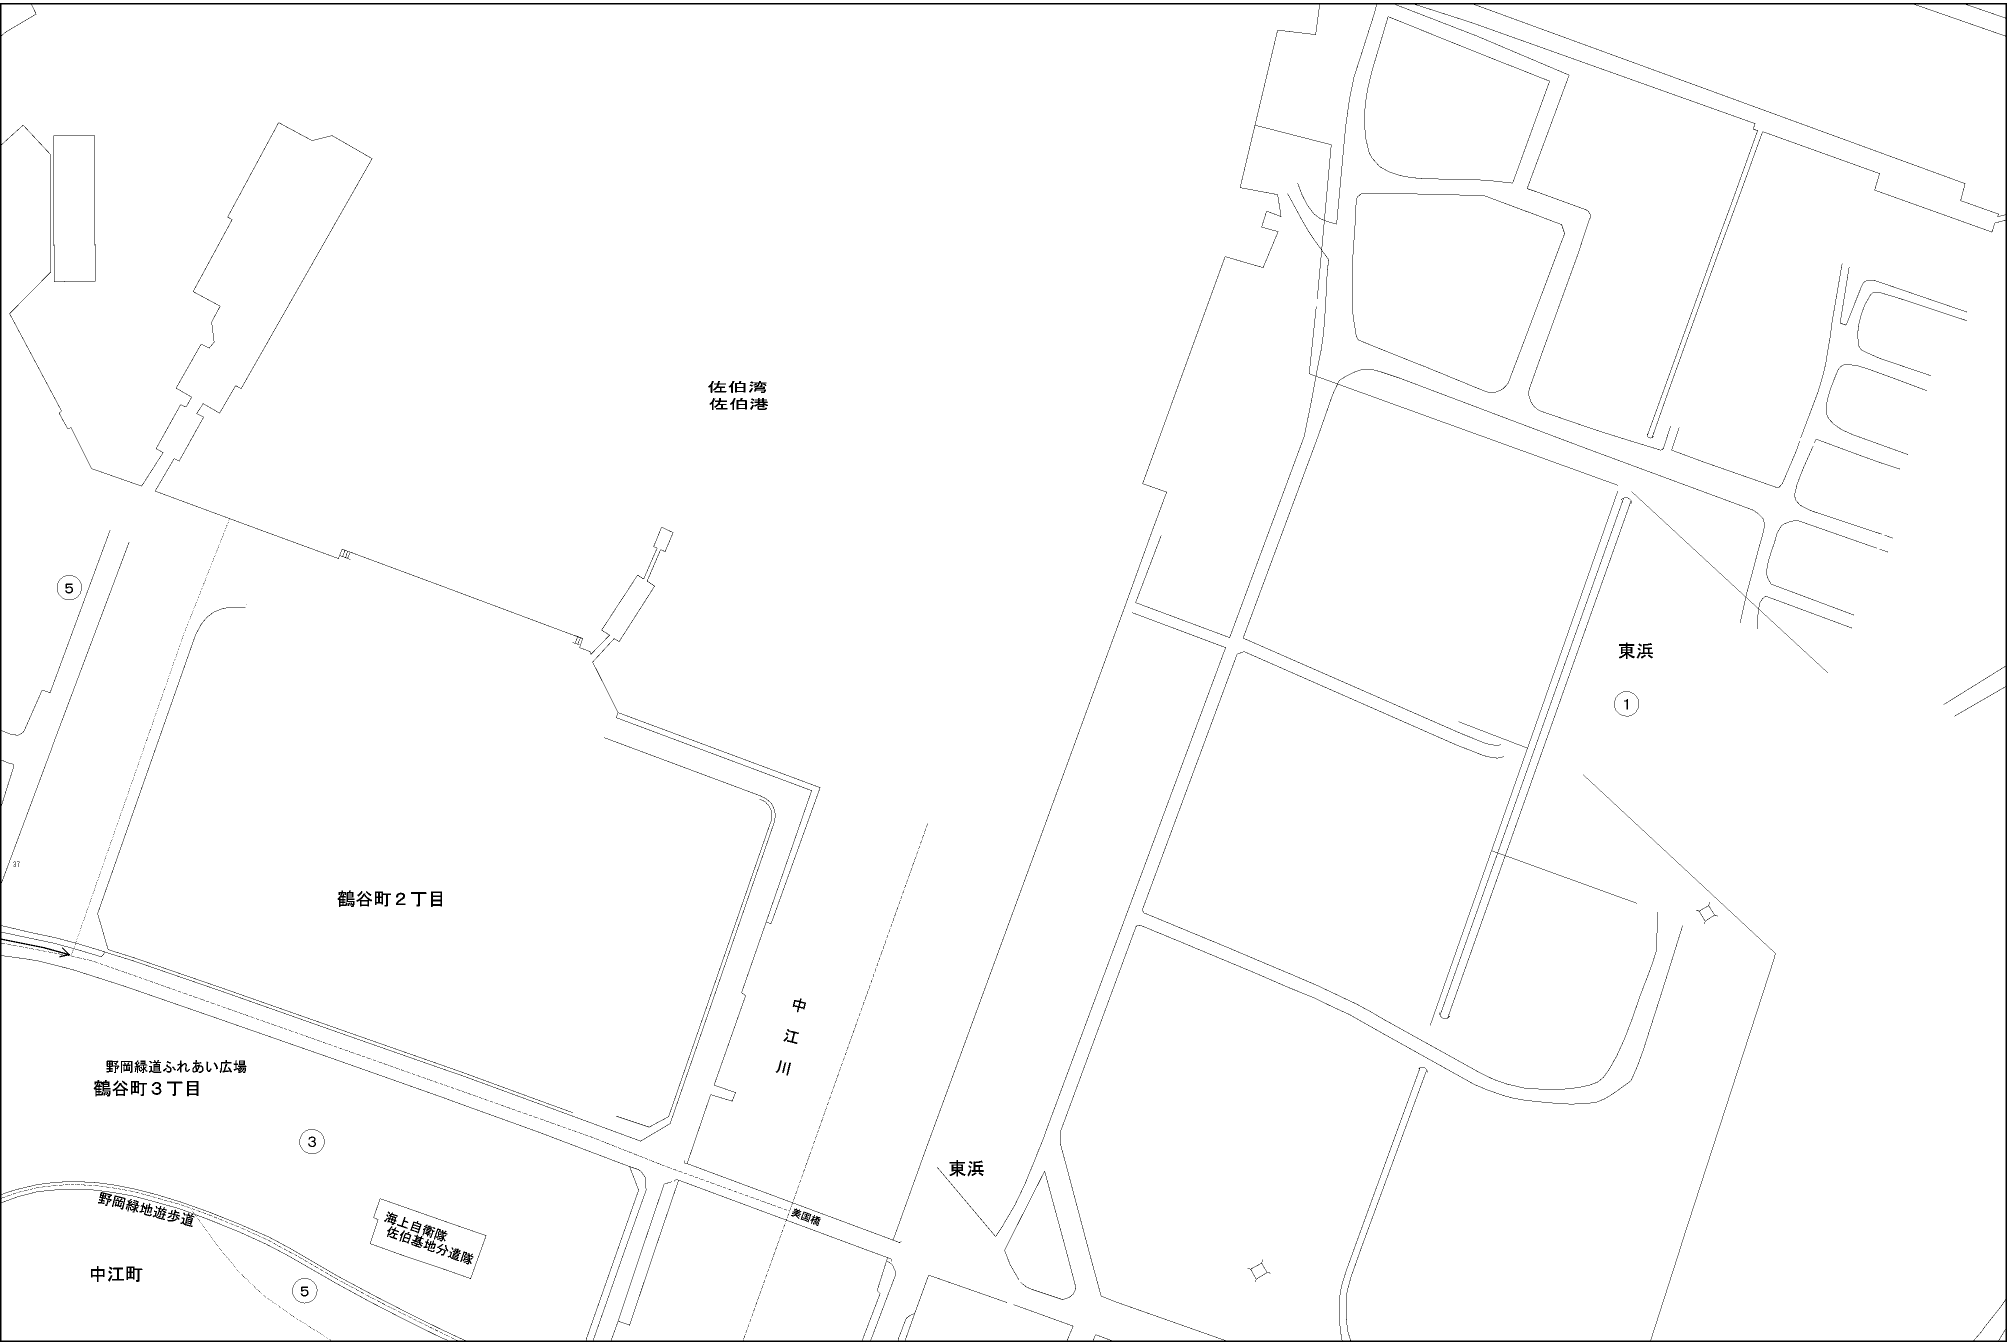 佐伯湾
佐伯港
5
東浜
1
37
鶴谷町2丁目
中江川
野岡緑道ふれあい広場
鶴谷町3丁目
3
東浜
野岡緑地遊歩道
美国橋
海上自衛隊
佐伯基地分遣隊
中江町
5